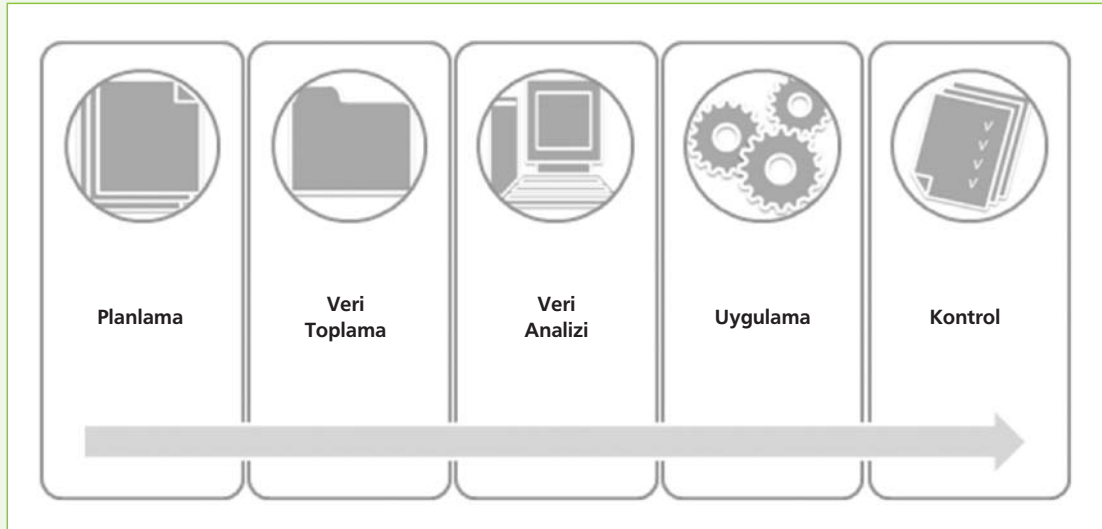 Planlama
Veri
Toplama
Veri
Analizi
Uygulama
Kontrol